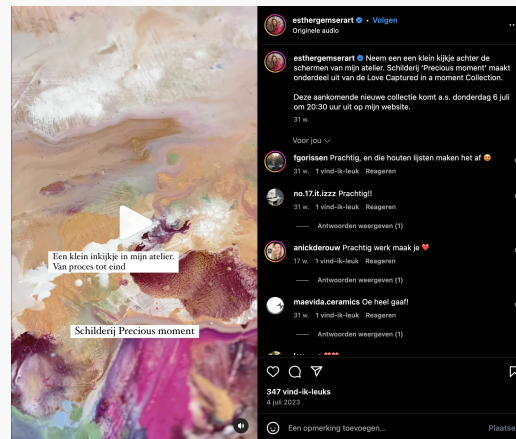 Een klein inkijkje in mijn atelier.
Van proces tot eind
Schilderij Precious moment
esthergemserart • Volgen
Originele audio
esthergemserart Neem een een klein kijkje achter de
schermen van mijn atelier. Schilderij 'Precious moment' maakt
onderdeel uit van de Love Captured in a moment Collection.
Deze aankomende nieuwe collectie komt a.s. donderdag 6 juli
om 20:30 uur uit op mijn website.
31 w.
Voor jou
fgorissen Prachtig, en die houten lijsten maken het af 😍
31 w. 1 vind-ik-leuk Reageren
no.17.it.izzz Prachtig!!
31 w. 1 vind-ik-leuk Reageren
Antwoorden weergeven (1)
anickderouw Prachtig werk maak je ❤️
17 w. 1 vind-ik-leuk Reageren
Antwoorden weergeven (1)
maevida.ceramics Oe heel gaaf!
31 w. 1 vind-ik-leuk Reageren
Antwoorden weergeven (1)
347 vind-ik-leuks
4 juli 2023
Een opmerking toevoegen...
Plaatse